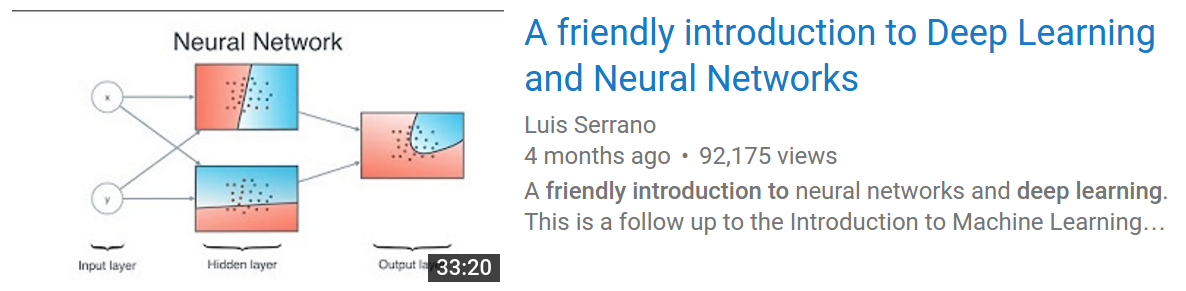 Neural Network
x
y
Input layer
Hidden layer
Output
33:20
A friendly introduction to Deep Learning
and Neural Networks
Luis Serrano
4 months ago • 92,175 views
A friendly introduction to neural networks and deep learning.
This is a follow up to the Introduction to Machine Learning...